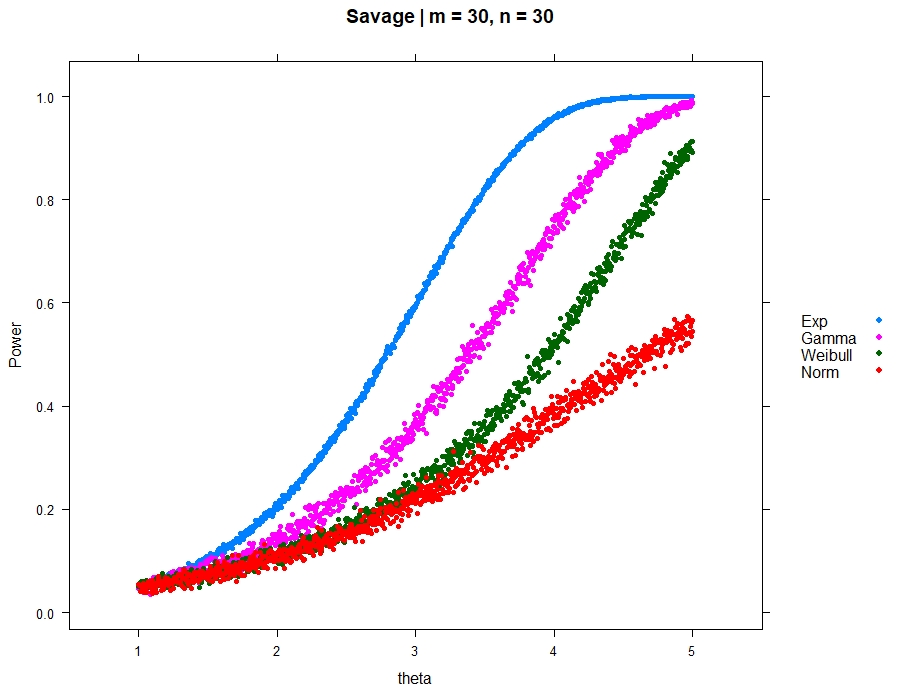 Savage | m = 30, n = 30
Power
1.0
0.8
0.6
0.4
0.2
0.0
1 2 3 4 5
theta
Exp
Gamma
Weibull
Norm